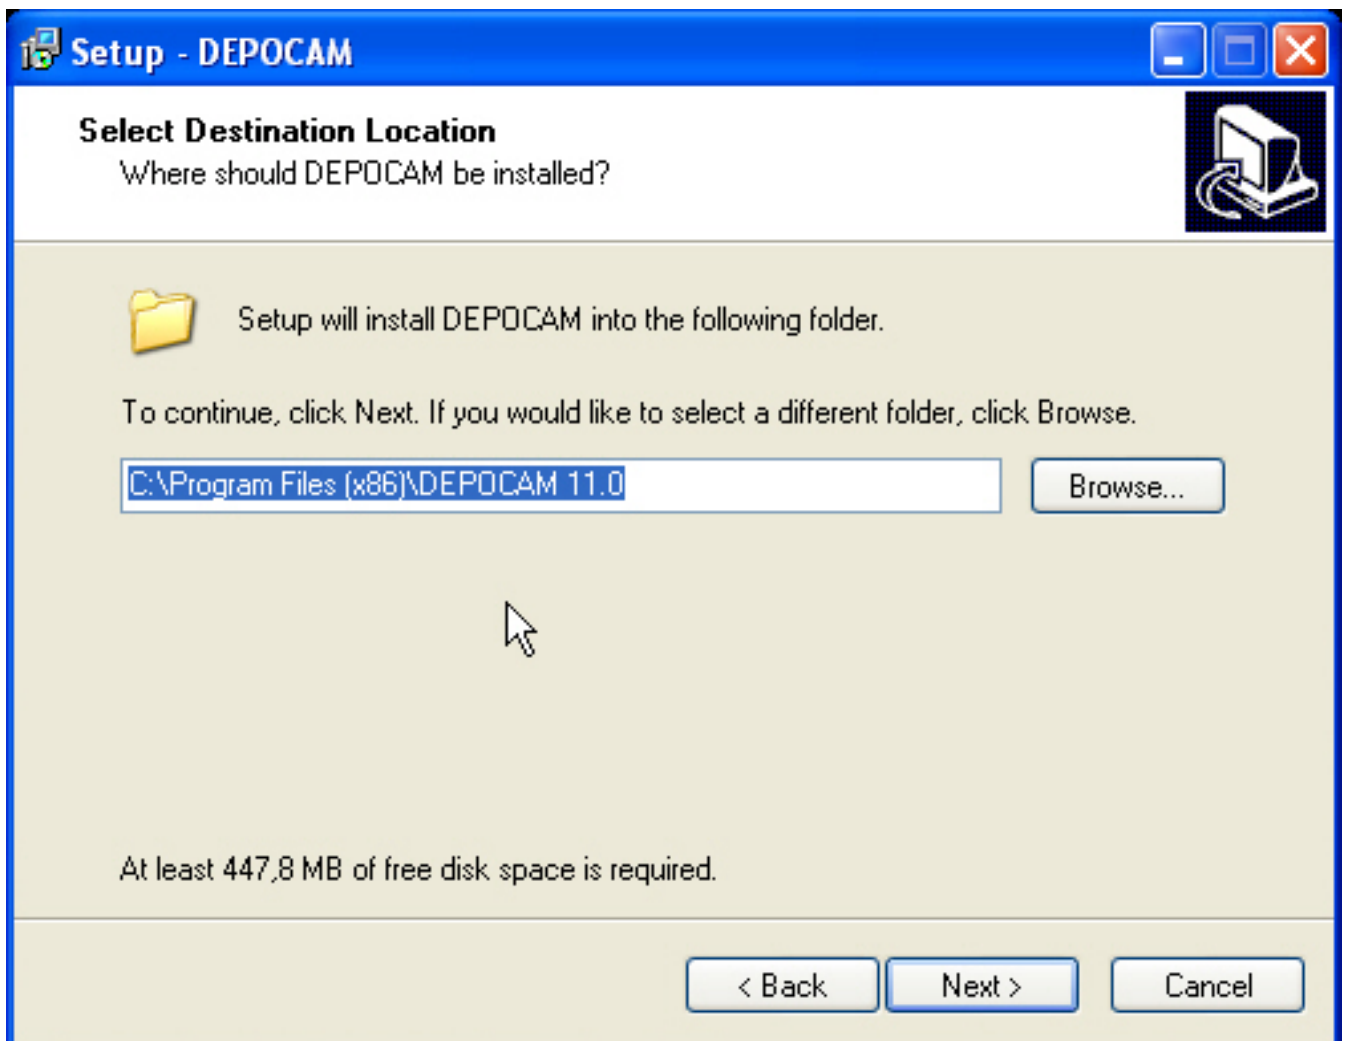 Setup - DEPOCAM
Select Destination Location
Where should DEPOCAM be installed?
Setup will install DEPOCAM into the following folder.
To continue, click Next. If you would like to select a different folder, click Browse.
C:\Program Files (x86)\DEPOCAM 11.0
Browse...
At least 447,8 MB of free disk space is required.
< Back
Next >
Cancel